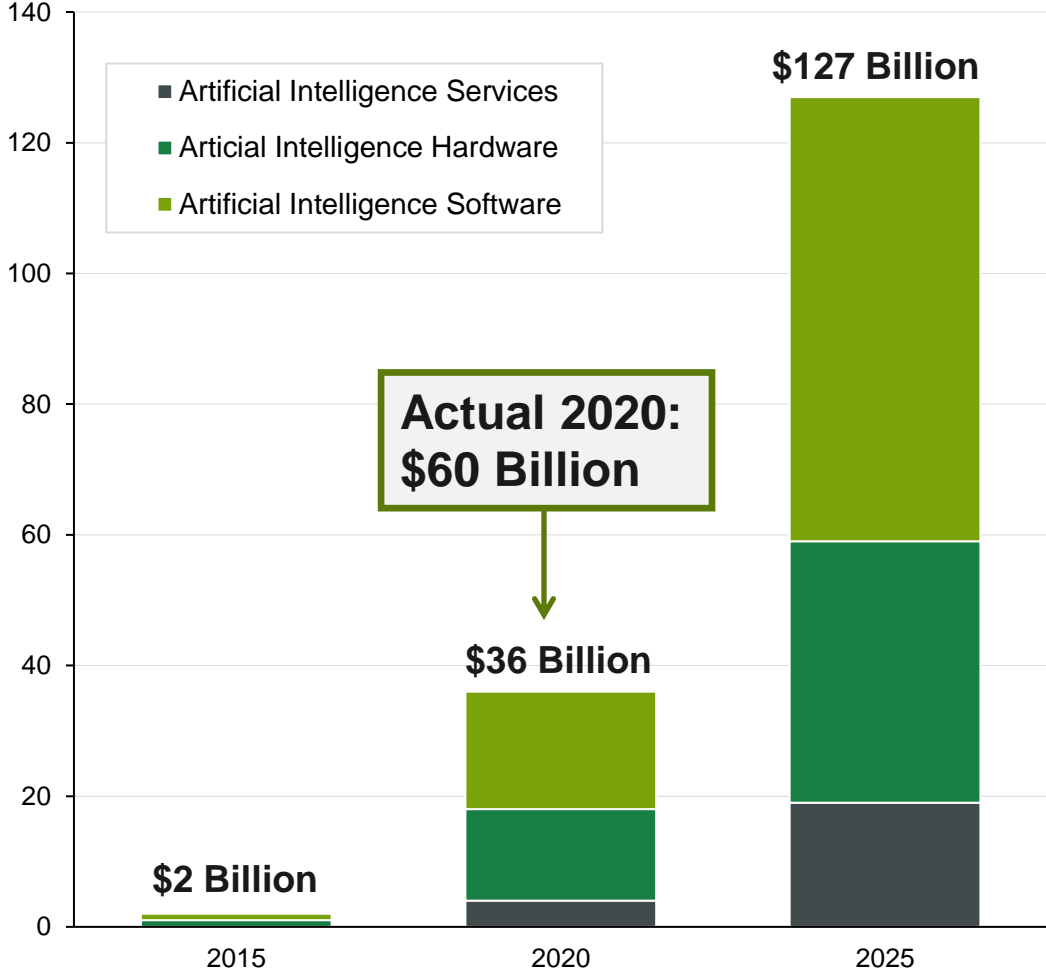 140
120
100
80
60
40
20
0
Artificial Intelligence Services
Articial Intelligence Hardware
Artificial Intelligence Software
$127 Billion
Actual 2020:
$60 Billion
$36 Billion
$2 Billion
2015
2020
2025